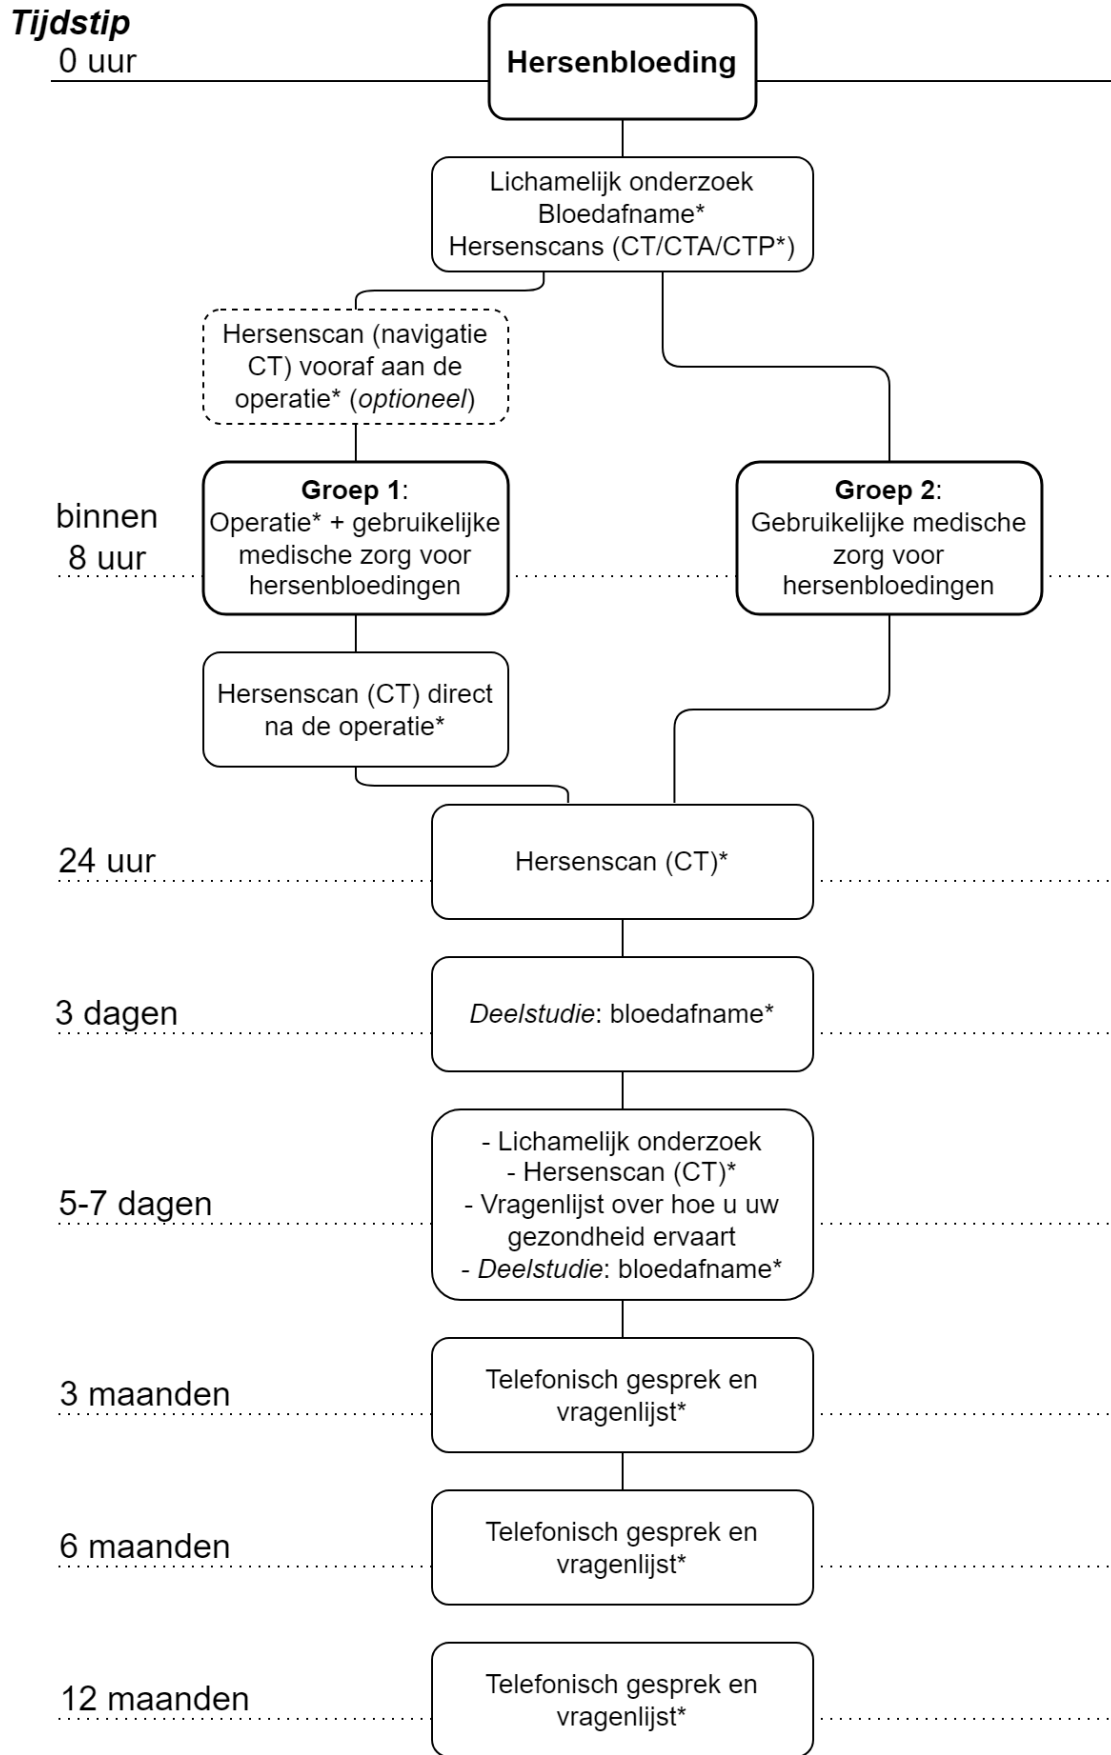 Tijdstip
0 uur
Hersenbloeding
Lichamelijk onderzoek
Bloedafname*
Hersenscans (CT/CTA/CTP*)
Hersenscan (navigatie
CT) vooraf aan de
operatie* (optioneel)
binnen
8 uur
Groep 1:
Operatie* + gebruikelijke
medische zorg voor
hersenbloedingen
Groep 2:
Gebruikelijke medische
zorg voor
hersenbloedingen
Hersenscan (CT) direct
na de operatie*
24 uur
Hersenscan (CT)*
3 dagen
Deelstudie: bloedafname*
5-7 dagen
- Lichamelijk onderzoek
- Hersenscan (CT)*
- Vragenlijst over hoe u uw
gezondheid ervaart
- Deelstudie: bloedafname*
3 maanden
Telefonisch gesprek en
vragenlijst*
6 maanden
Telefonisch gesprek en
vragenlijst*
12 maanden
Telefonisch gesprek en
vragenlijst*